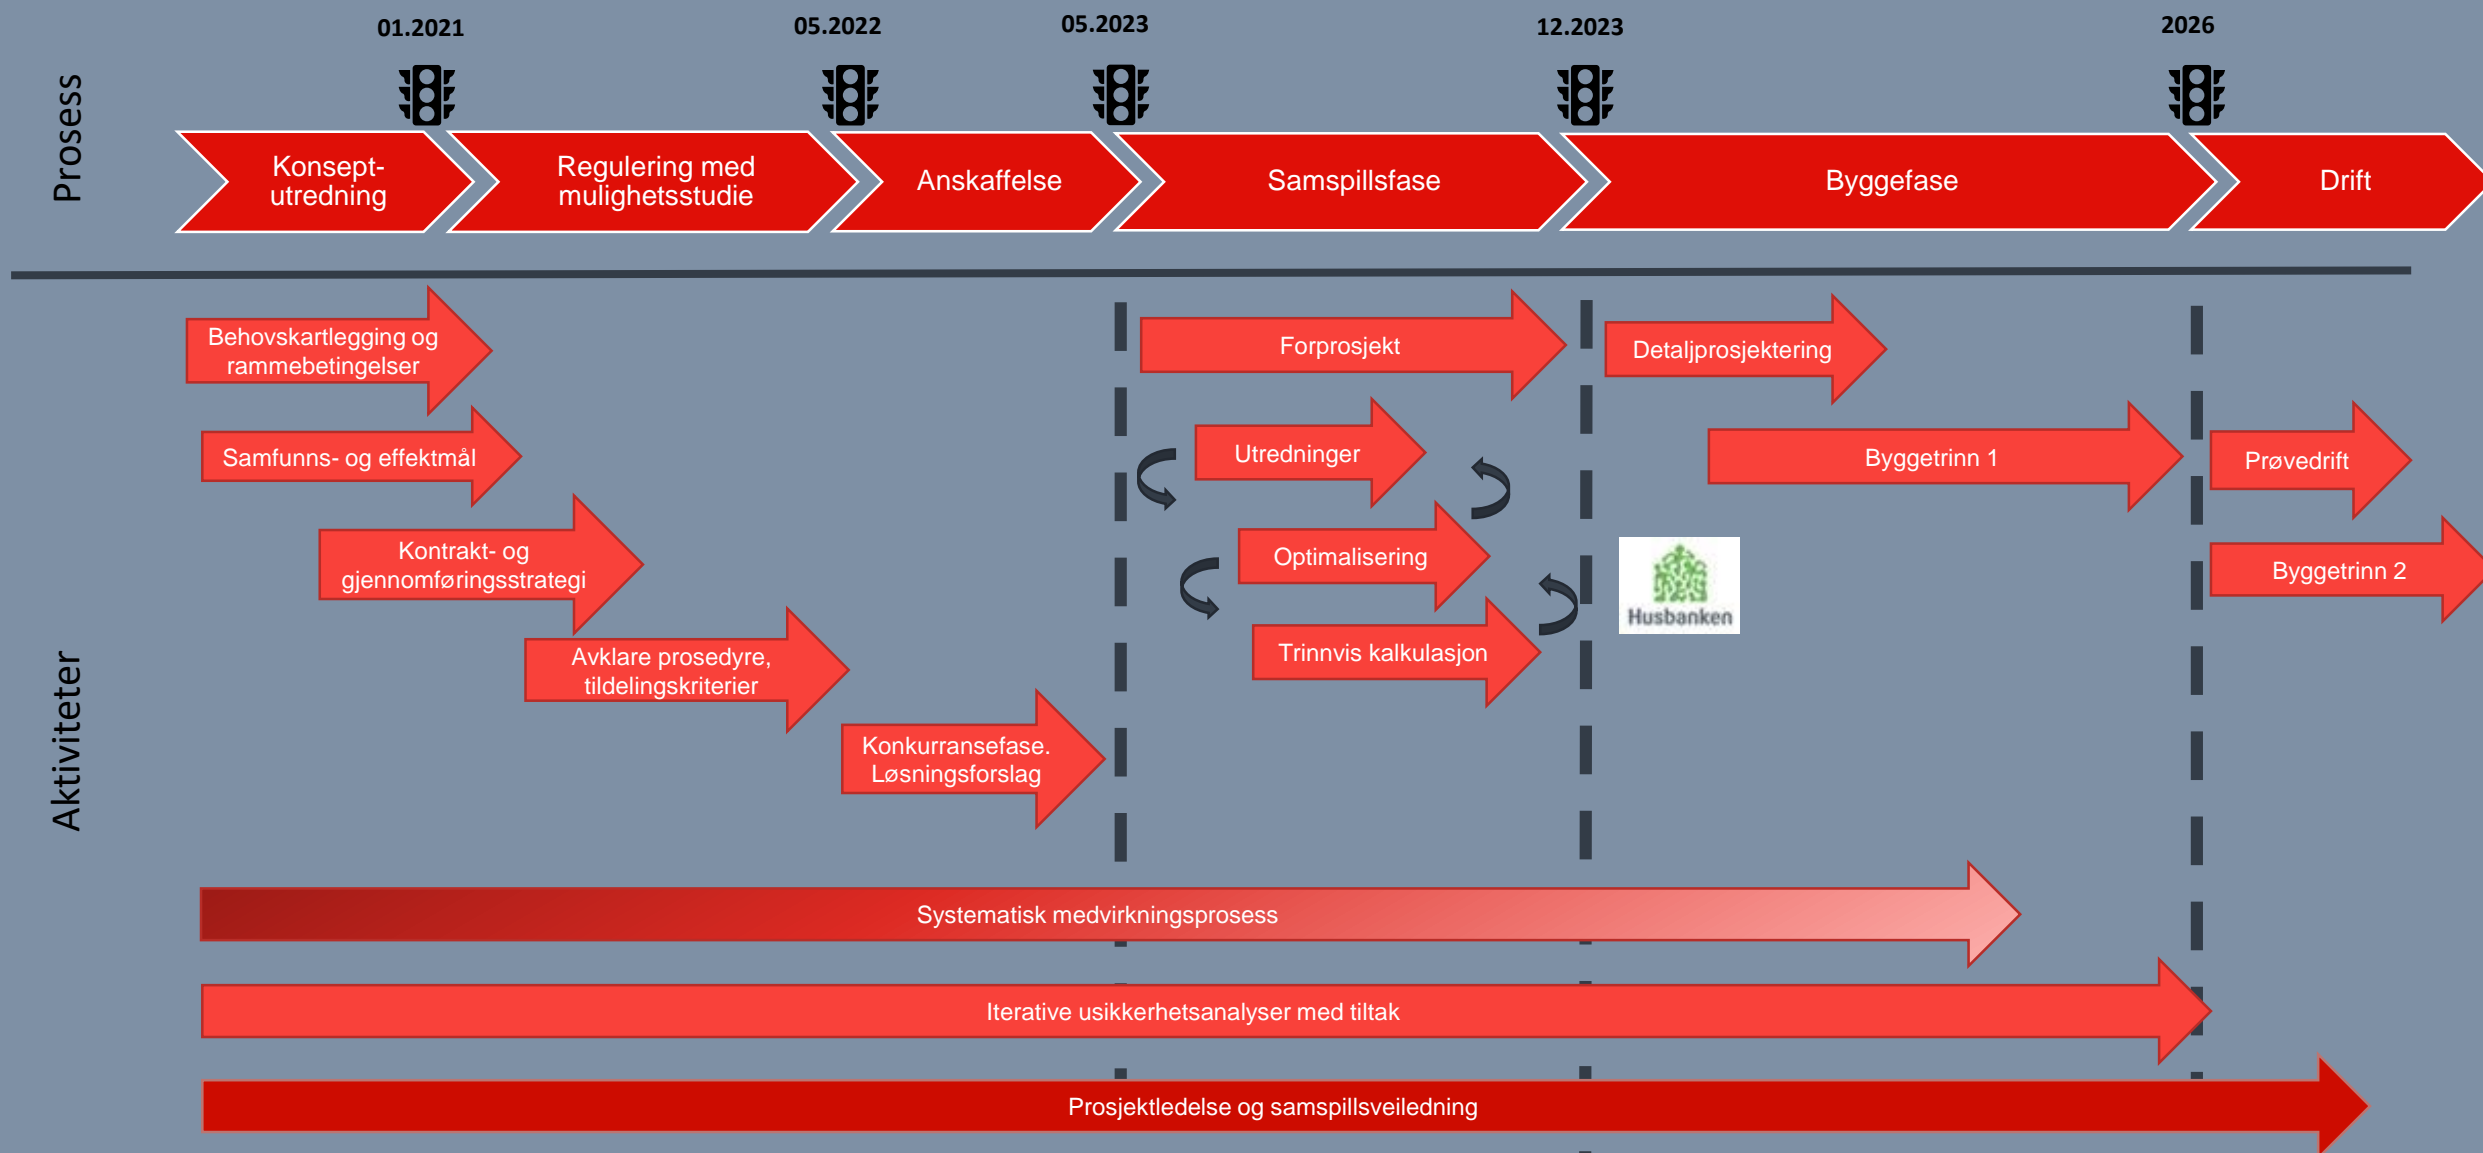 01.2021
05.2022
05.2023
12.2023
2026
Prosess
Konsept-
utredning
Regulering med
mulighetsstudie
Anskaffelse
Samspillsfase
Byggefase
Drift
Aktiviteter
Behovskartlegging og
rammebetingelser
Forprosjekt
Detaljprosjektering
Samfunns- og effektmål
Utredninger
Byggetrinn 1
Prøvedrift
Kontrakt- og
gjennomføringsstrategi
Optimalisering
Husbanken
Byggetrinn 2
Avklare prosedyre,
tildelingskriterier
Trinnvis kalkulasjon
Konkurransefase.
Løsningsforslag
Systematisk medvirkningsprosess
Iterative usikkerhetsanalyser med tiltak
Prosjektledelse og samspillsveiledning